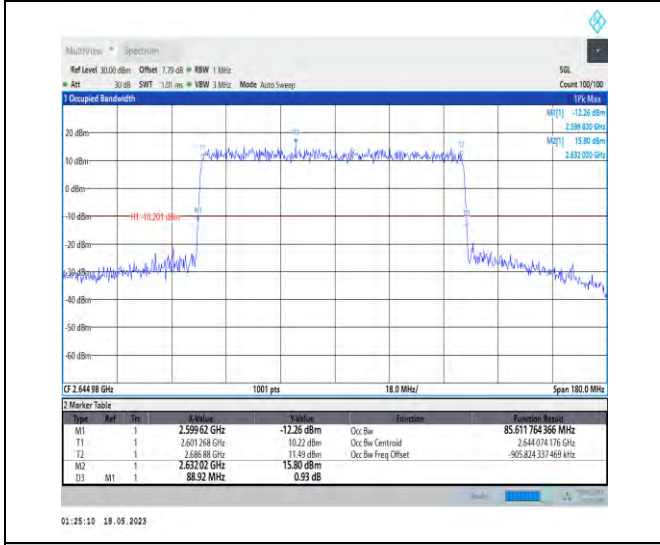 MultiView Spectrum
Ref Level 30.00 dBm Offset 7.79 dB RBW 1 MHz SGL
Att 30 dB SWT 1.01 ms VBW 3 MHz Mode Auto Sweep Count 100/100
1 Occupied Bandwidth 1Pk Max
M1[1] -12.26 dBm
2.599 620 GHz
M2[1] 15.80 dBm
2.632 020 GHz
20 dBm
T1 M2 T2
10 dBm
0 dBm
M1 D3
-10 dBm H1 -10.201 dBm
-20 dBm
-30 dBm
-40 dBm
-50 dBm
-60 dBm
CF 2.644 98 GHz 1001 pts 18.0 MHz/ Span 180.0 MHz
2 Marker Table
Type Ref Trc X-Value Y-Value Function Function Result
M1 1 2.599 62 GHz -12.26 dBm Occ Bw 85.611 764 366 MHz
T1 1 2.601 268 GHz 10.22 dBm Occ Bw Centroid 2.644 074 176 GHz
T2 1 2.686 88 GHz 11.49 dBm Occ Bw Freq Offset -905.824 337 469 kHz
M2 1 2.632 02 GHz 15.80 dBm
D3 M1 1 88.92 MHz 0.93 dB
01:25:10 18.05.2023